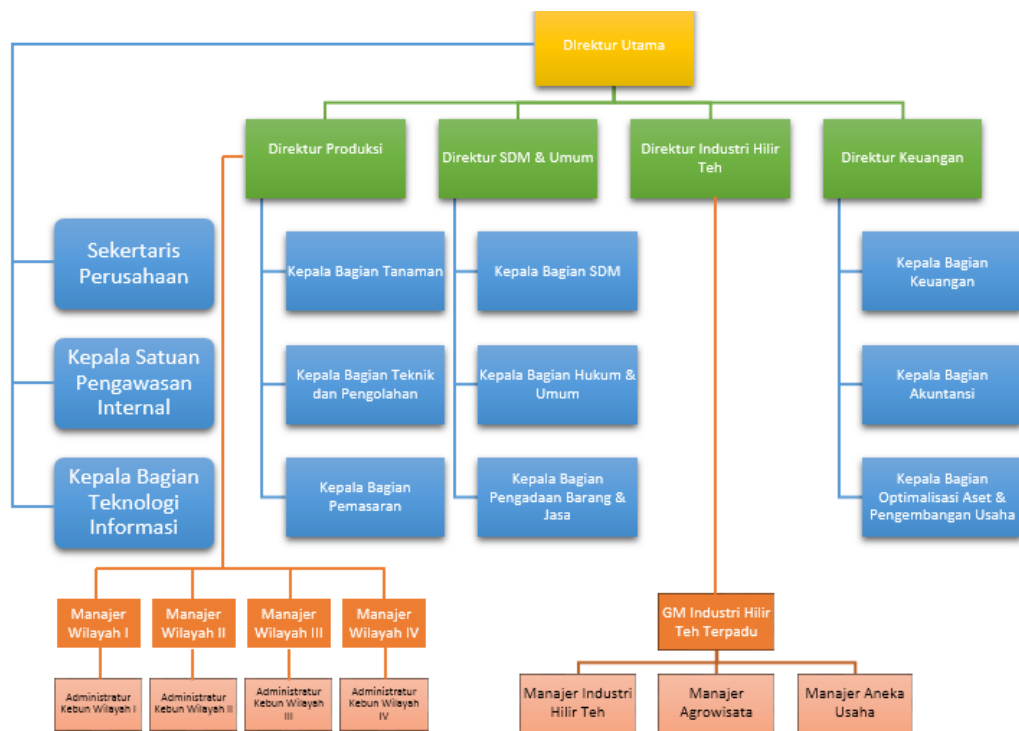 Direktur Utama
Direktur Produksi
Direktur SDM & Umum
Direktur Industri Hilir
Teh
Direktur Keuangan
Sekertaris
Perusahaan
Kepala Satuan
Pengawasan
Internal
Kepala Bagian
Teknologi
Informasi
Kepala Bagian Tanaman
Kepala Bagian Teknik
dan Pengolahan
Kepala Bagian
Pemasaran
Kepala Bagian SDM
Kepala Bagian Hukum &
Umum
Kepala Bagian
Pengadaan Barang &
Jasa
Kepala Bagian
Keuangan
Kepala Bagian
Akuntansi
Kepala Bagian
Optimalisasi Aset &
Pengembangan Usaha
Manajer
Wilayah I
Manajer
Wilayah II
Manajer
Wilayah III
Manajer
Wilayah IV
Administratur
Kebun Wilayah I
Administratur
Kebun Wilayah II
Administratur
Kebun Wilayah
III
Administratur
Kebun Wilayah
IV
GM Industri Hilir
Teh Terpadu
Manajer Industri
Hilir Teh
Manajer
Agrowisata
Manajer Aneka
Usaha